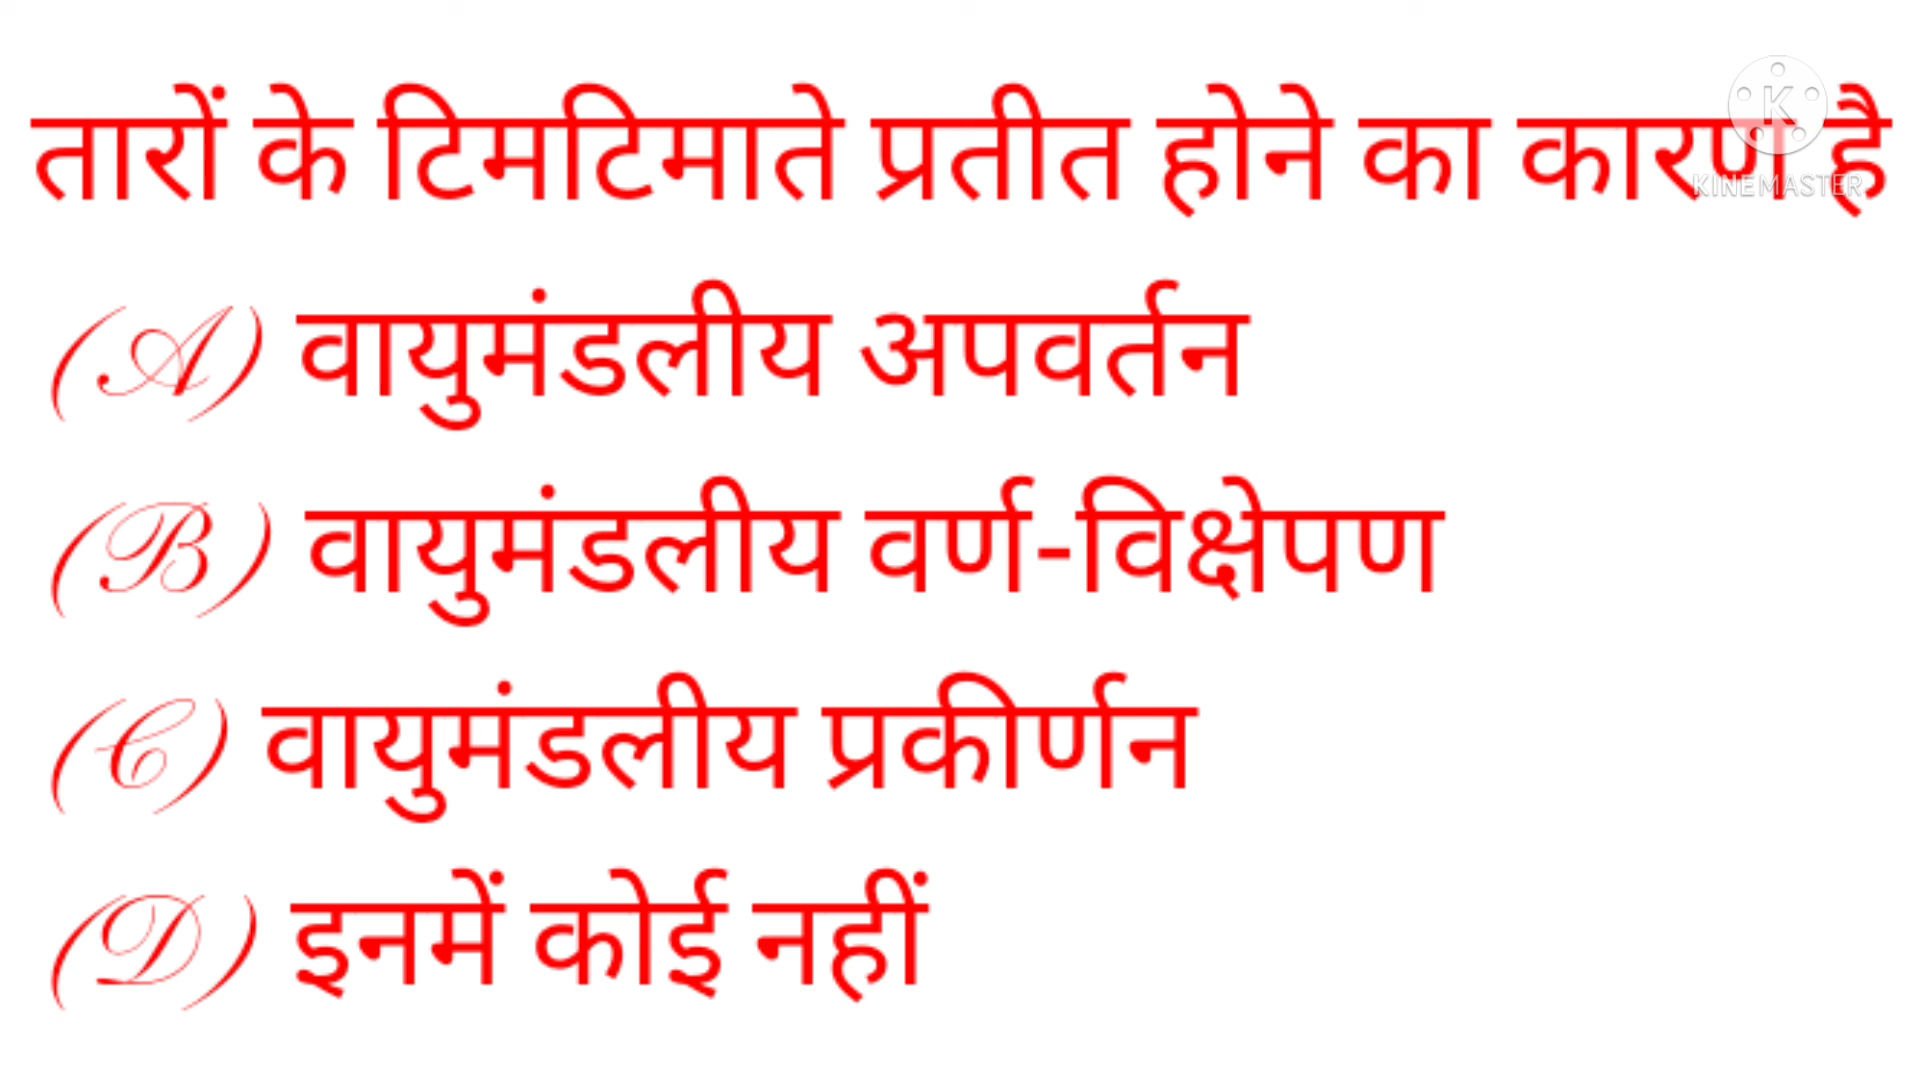 तारों के टिमटिमाते प्रतीत होने का कारण है
KINEMASTER
(A) वायुमंडलीय अपवर्तन
(B) वायुमंडलीय वर्ण-विक्षेपण
(C) वायुमंडलीय प्रकीर्णन
(D) इनमें कोई नहीं